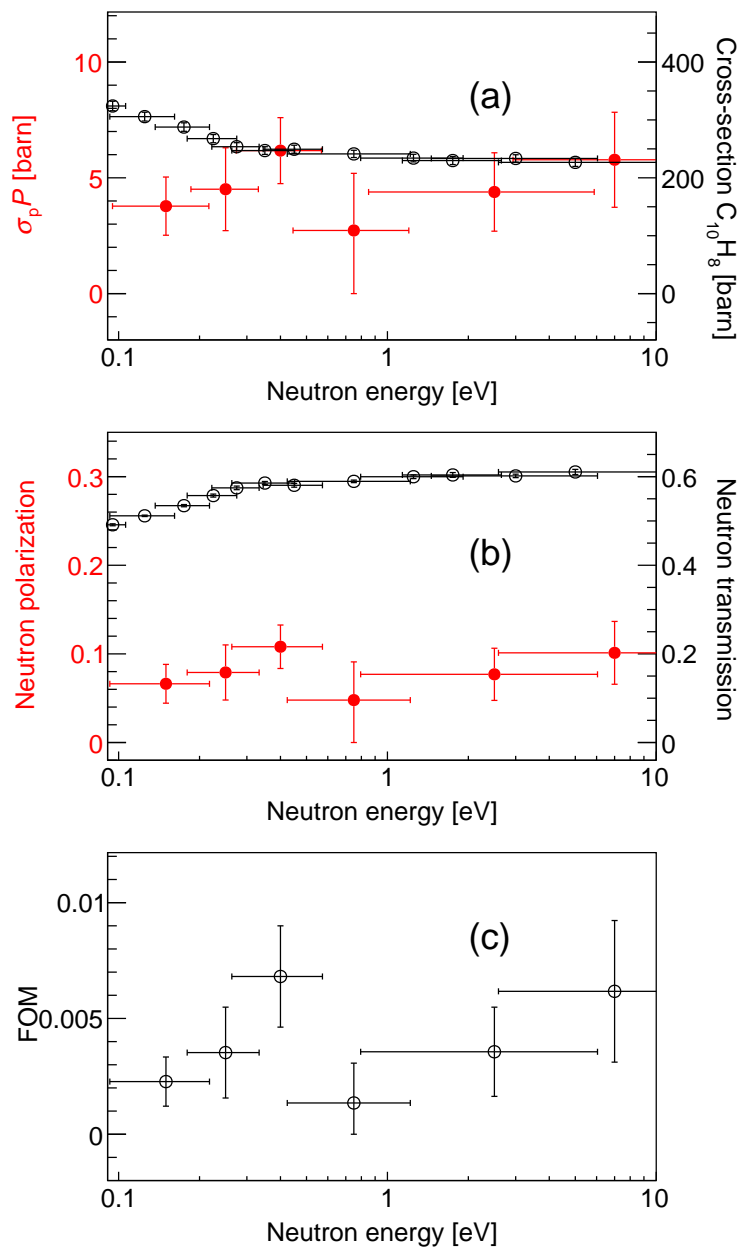 10
5
0
σpP [barn]
(a)
400
200
0
Cross-section C10H8 [barn]
0.1
1
10
Neutron energy [eV]
0.3
0.2
0.1
0
Neutron polarization
(b)
0.6
0.4
0.2
0
Neutron transmission
0.1
1
10
Neutron energy [eV]
0.01
0.005
0
FOM
(c)
0.1
1
10
Neutron energy [eV]